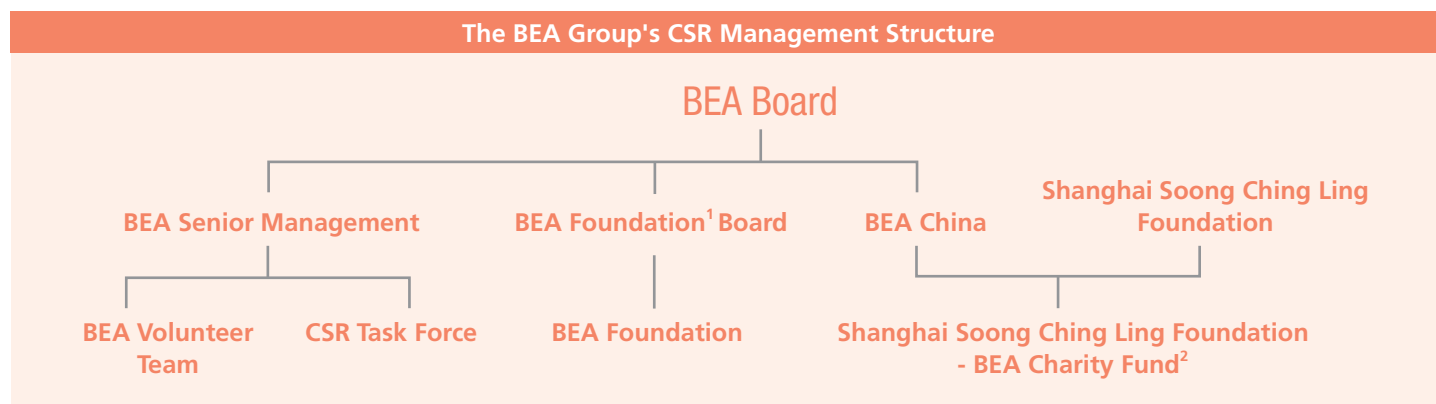 The BEA Group's CSR Management Structure
BEA Board
BEA Senior Management
BEA Foundation¹ Board
BEA China
Shanghai Soong Ching Ling
Foundation
BEA Volunteer
Team
CSR Task Force
BEA Foundation
Shanghai Soong Ching Ling Foundation
- BEA Charity Fund²